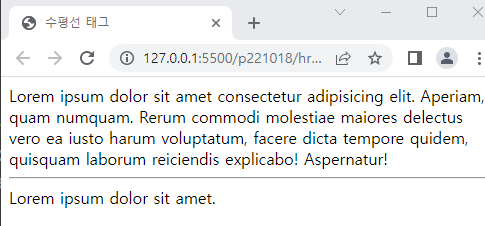 수평선 태그
127.0.0.1:5500/p221018/hr...
Lorem ipsum dolor sit amet consectetur adipisicing elit. Aperiam,
quam numquam. Rerum commodi molestiae maiores delectus
vero ea iusto harum voluptatum, facere dicta tempore quidem,
quisquam laborum reiciendis explicabo! Aspernatur!
Lorem ipsum dolor sit amet.